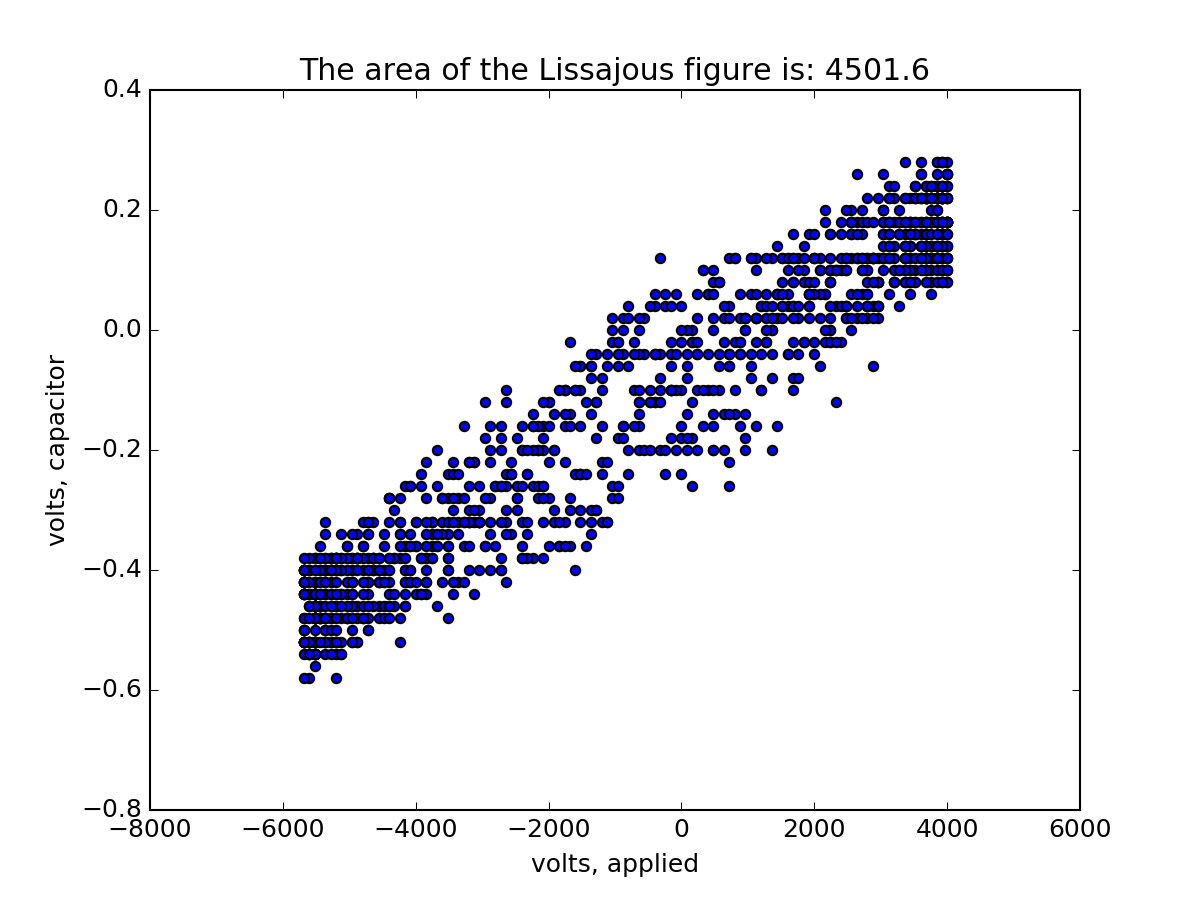 The area of the Lissajous figure is: 4501.6
0.4
0.2
0.0
−0.2
−0.4
−0.6
−0.8
volts, capacitor
−8000 −6000 −4000 −2000 0 2000 4000 6000
volts, applied